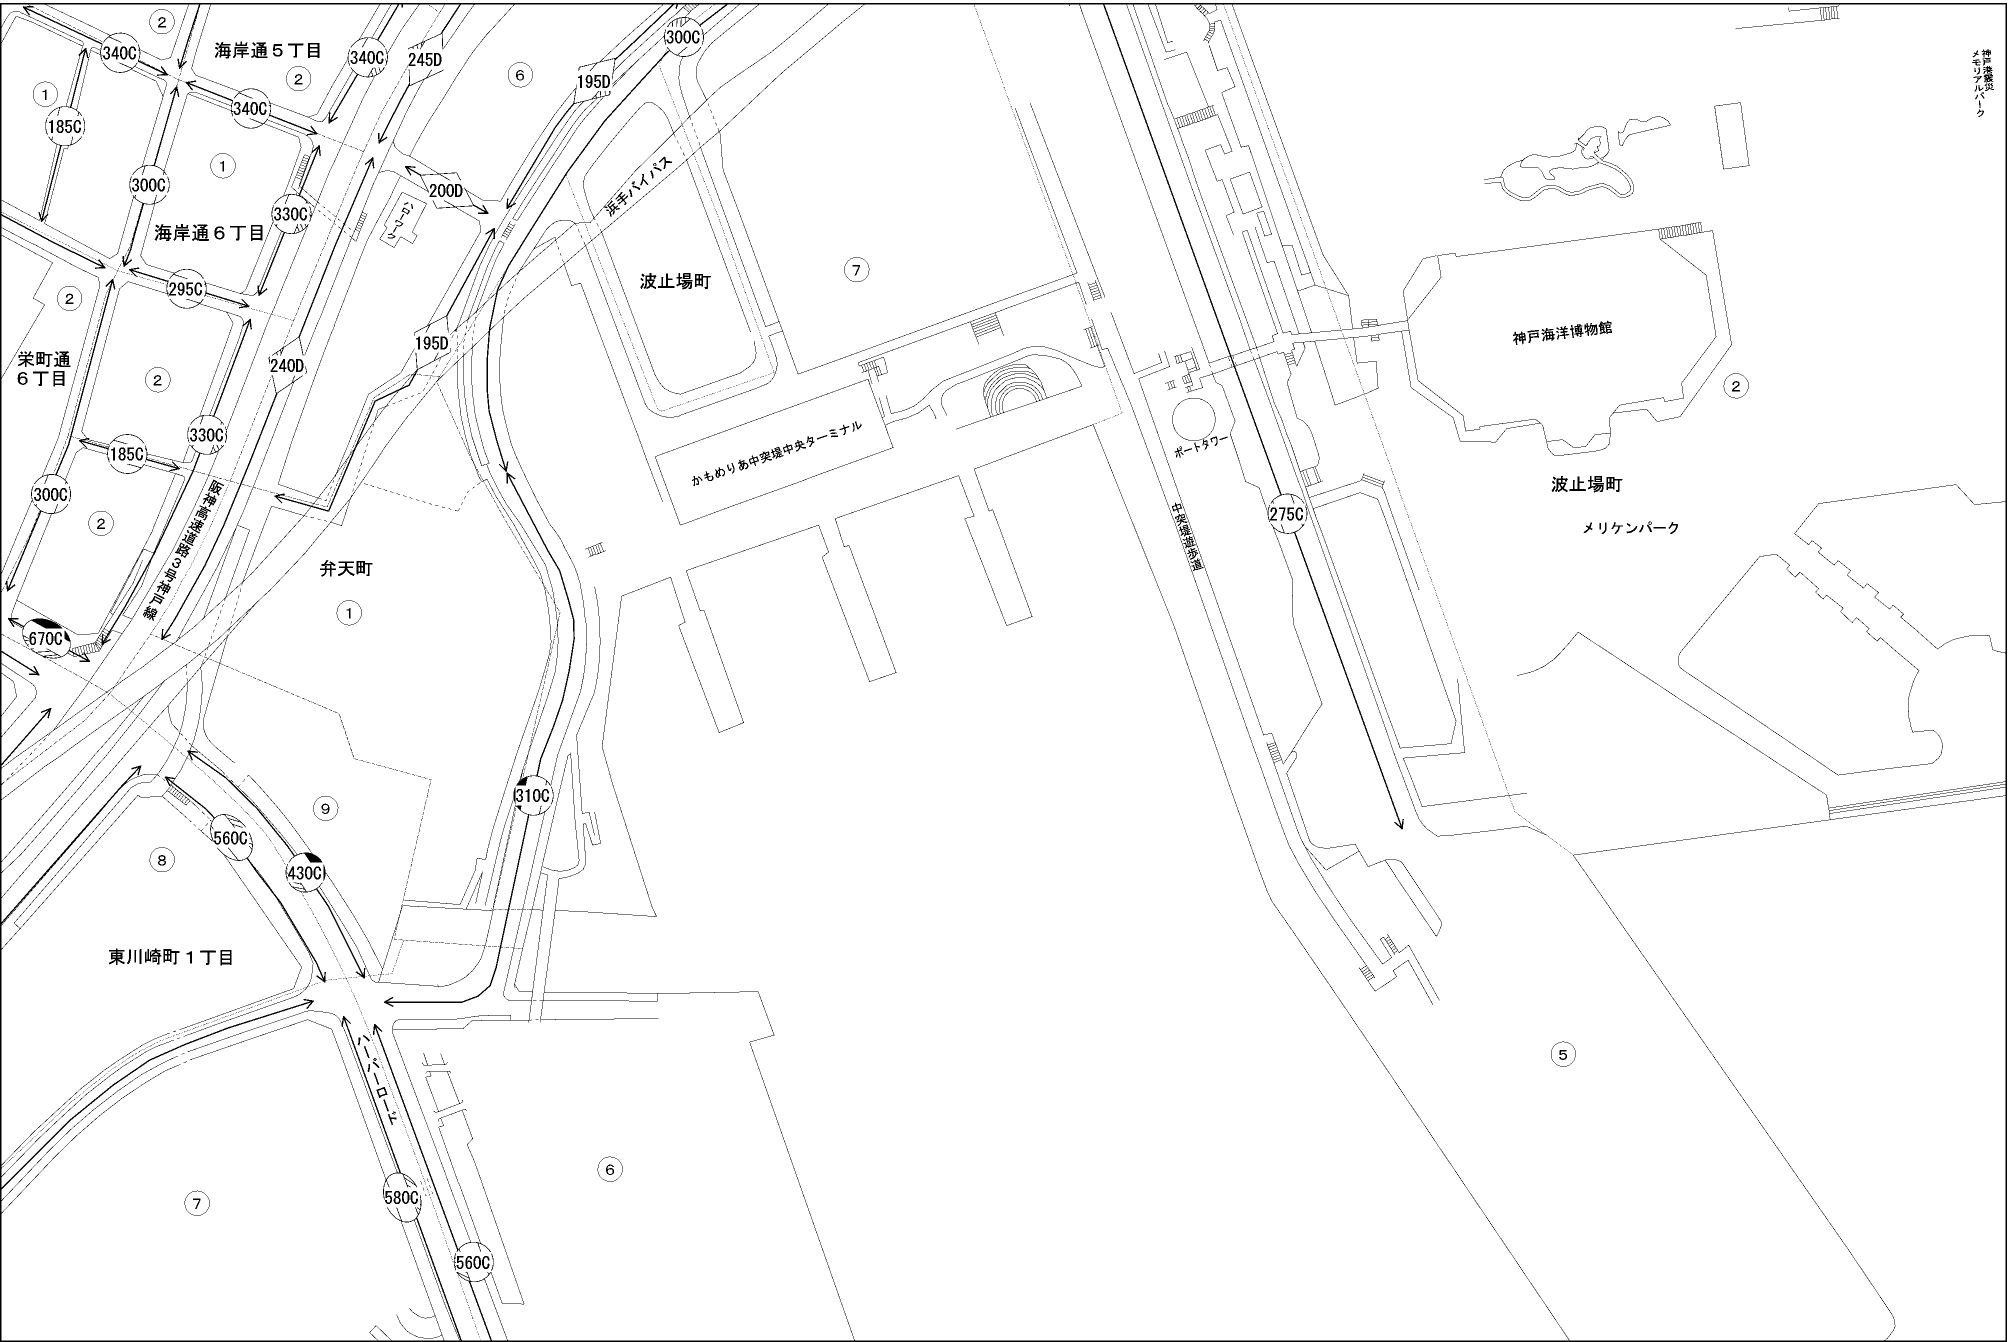 ②
340C
海岸通５丁目
②
340C
245D
⑥
195D
300C
神戸港震災
メモリアルパーク
①
185C
340C
①
300C
330C
海岸通６丁目
200D
ハローワーク
浜手バイパス
波止場町
⑦
295C
②
195D
240D
栄町通
６丁目
②
330C
185C
300C
②
阪神高速道路３号神戸線
神戸海洋博物館
②
かもめりあ中突堤中央ターミナル
ポートタワー
中突堤遊歩道
275C
波止場町
メリケンパーク
弁天町
①
670C
310C
⑨
560C
⑧
430C
東川崎町１丁目
ハーバーロード
⑤
⑥
⑦
580C
560C